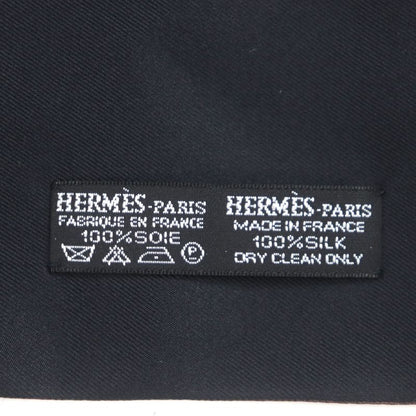 HERMÈS-PARIS
FABRIQUE EN FRANCE
100%SOIE
P
HERMÈS-PARIS
MADE IN FRANCE
100%SILK
DRY CLEAN ONLY